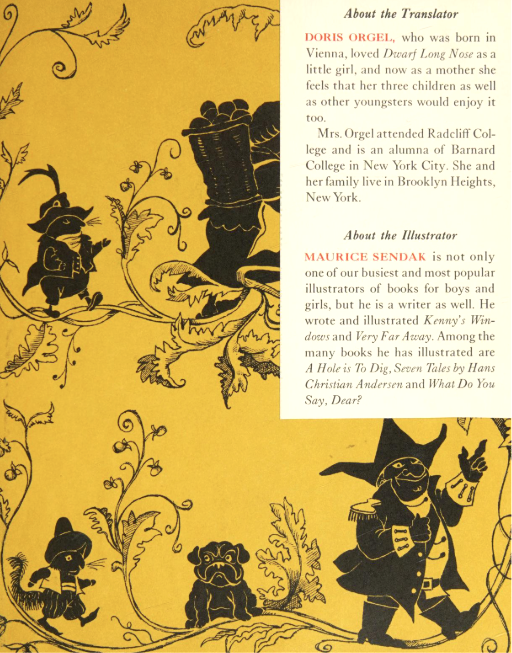 About the Translator
DORIS ORGEL, who was born in
Vienna, loved Dwarf Long Nose as a
little girl, and now as a mother she
feels that her three children as well
as other youngsters would enjoy it
too.
Mrs. Orgel attended Radcliff Col-
lege and is an alumna of Barnard
College in New York City. She and
her family live in Brooklyn Heights,
New York.
About the Illustrator
MAURICE SENDAK is not only
one of our busiest and most popular
illustrators of books for boys and
girls, but he is a writer as well. He
wrote and illustrated Kenny's Win-
dows and Very Far Away. Among the
many books he has illustrated are
A Hole is To Dig, Seven Tales by Hans
Christian Andersen and What Do You
Say, Dear?